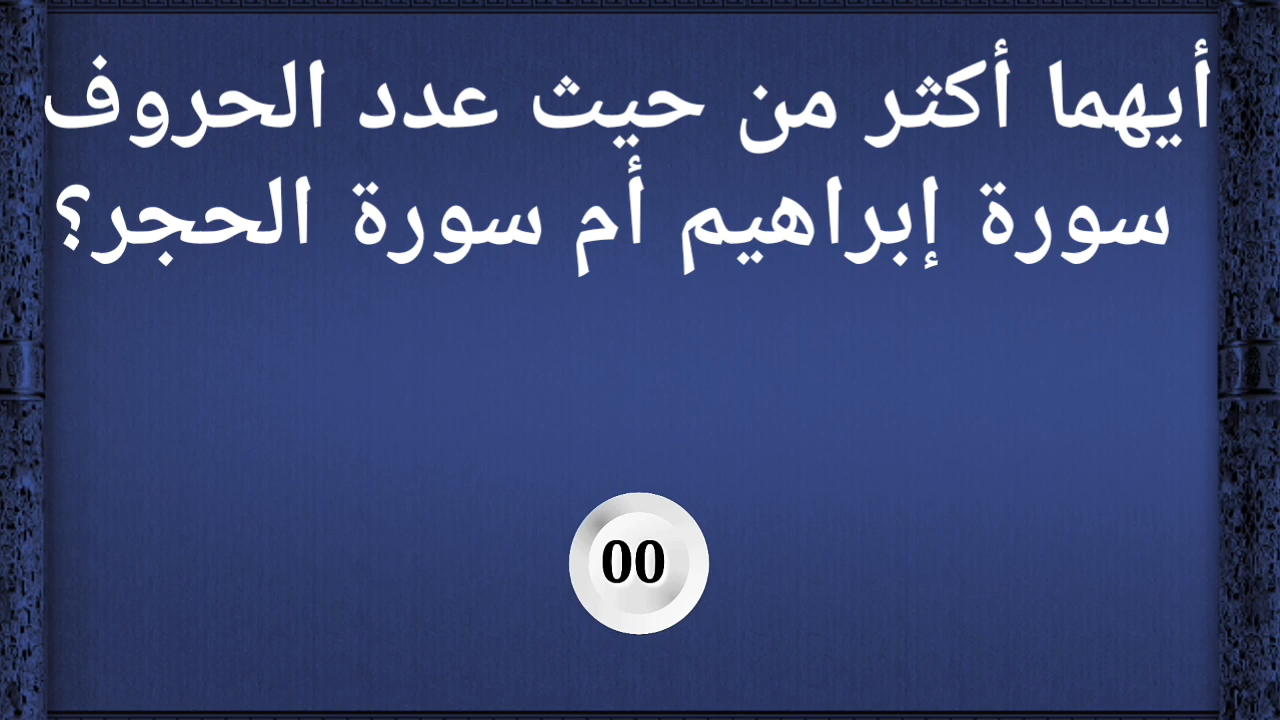 أيهما أكثر من حيث عدد الحروف
سورة إبراهيم أم سورة الحجر؟
00